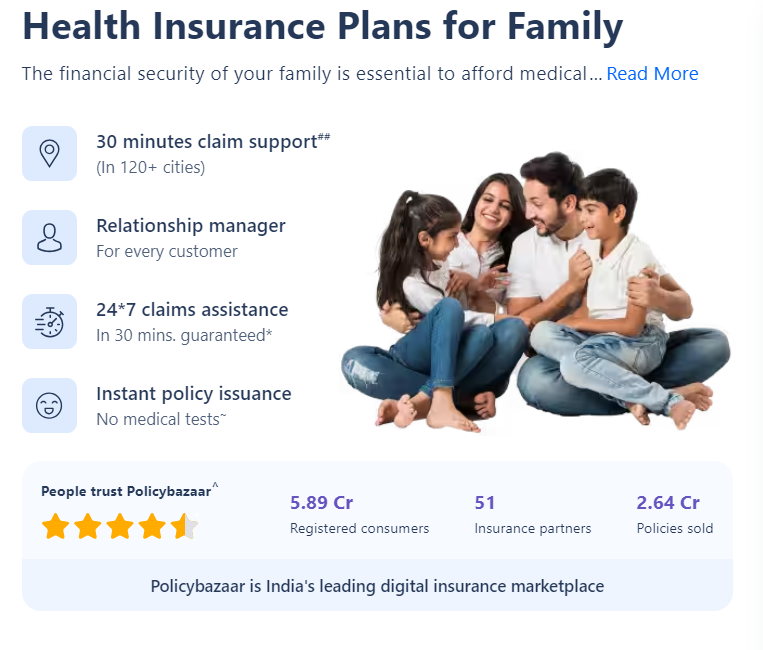 Health Insurance Plans for Family
The financial security of your family is essential to afford medical... Read More
30 minutes claim support##
(In 120+ cities)
Relationship manager
For every customer
24*7 claims assistance
In 30 mins. guaranteed*
Instant policy issuance
No medical tests~
People trust Policybazaar^
5.89 Cr
Registered consumers
51
Insurance partners
2.64 Cr
Policies sold
Policybazaar is India's leading digital insurance marketplace